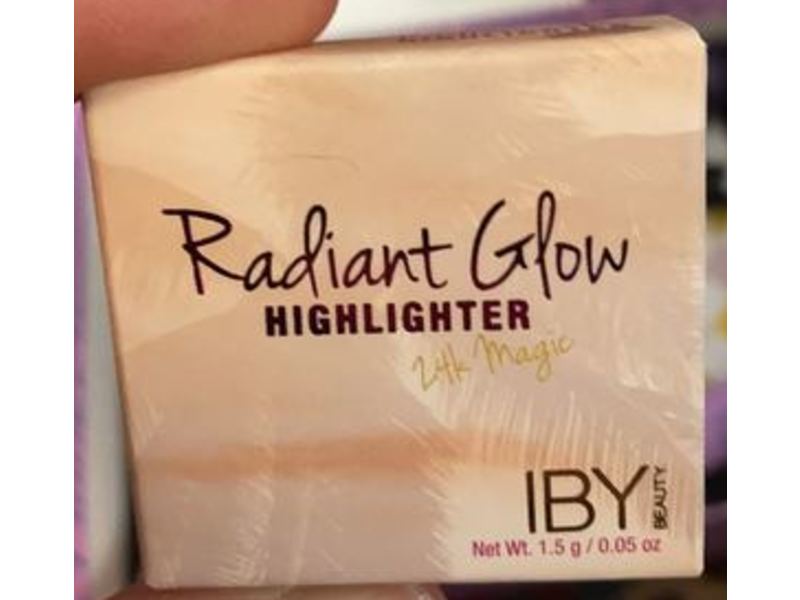 Radiant Glow
HIGHLIGHTER
24k Magic
IBY
BEAUTY
Net Wt. 1.5 g / 0.05 oz